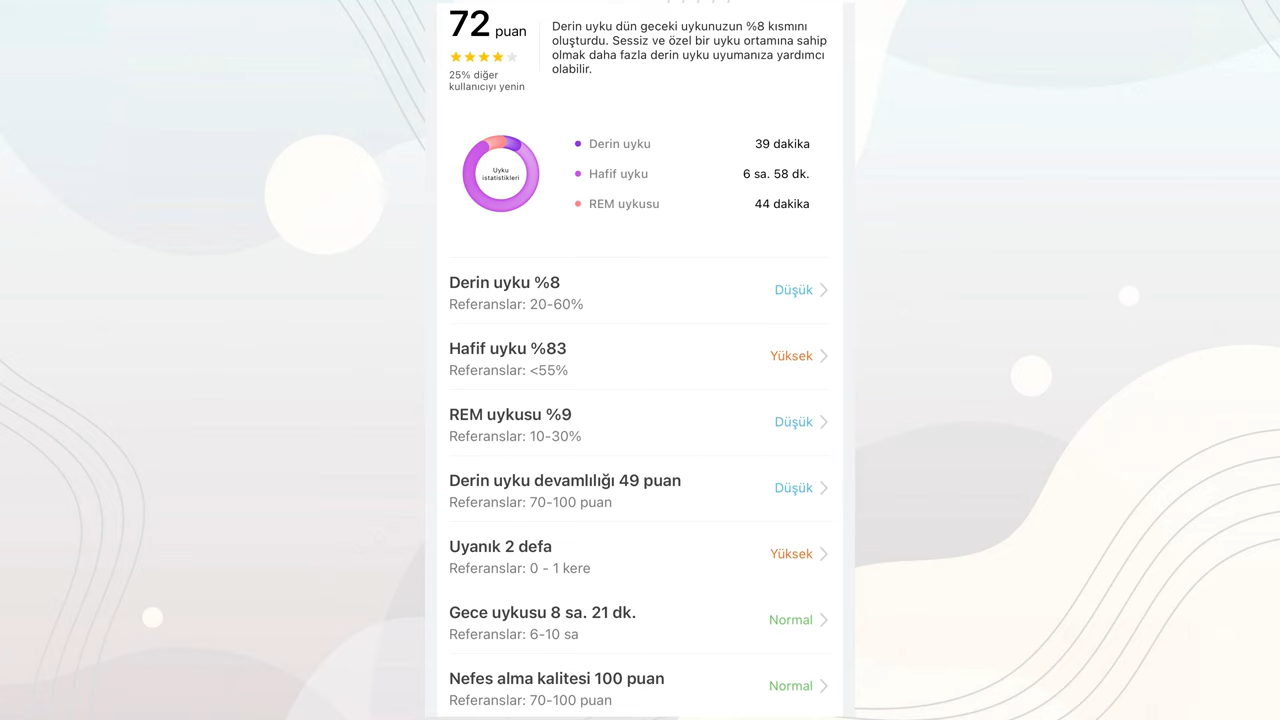 72 puan
25% diğer
kullanıcıyı yenin
Derin uyku dün geceki uykunuzun %8 kısmını
oluşturdu. Sessiz ve özel bir uyku ortamına sahip
olmak daha fazla derin uyku uyumanıza yardımcı
olabilir.
Uyku
istatistikleri
Derin uyku 39 dakika
Hafif uyku 6 sa. 58 dk.
REM uykusu 44 dakika
Derin uyku %8
Referanslar: 20-60%
Düşük
Hafif uyku %83
Referanslar: <55%
Yüksek
REM uykusu %9
Referanslar: 10-30%
Düşük
Derin uyku devamlılığı 49 puan
Referanslar: 70-100 puan
Düşük
Uyanık 2 defa
Referanslar: 0 - 1 kere
Yüksek
Gece uykusu 8 sa. 21 dk.
Referanslar: 6-10 sa
Normal
Nefes alma kalitesi 100 puan
Referanslar: 70-100 puan
Normal